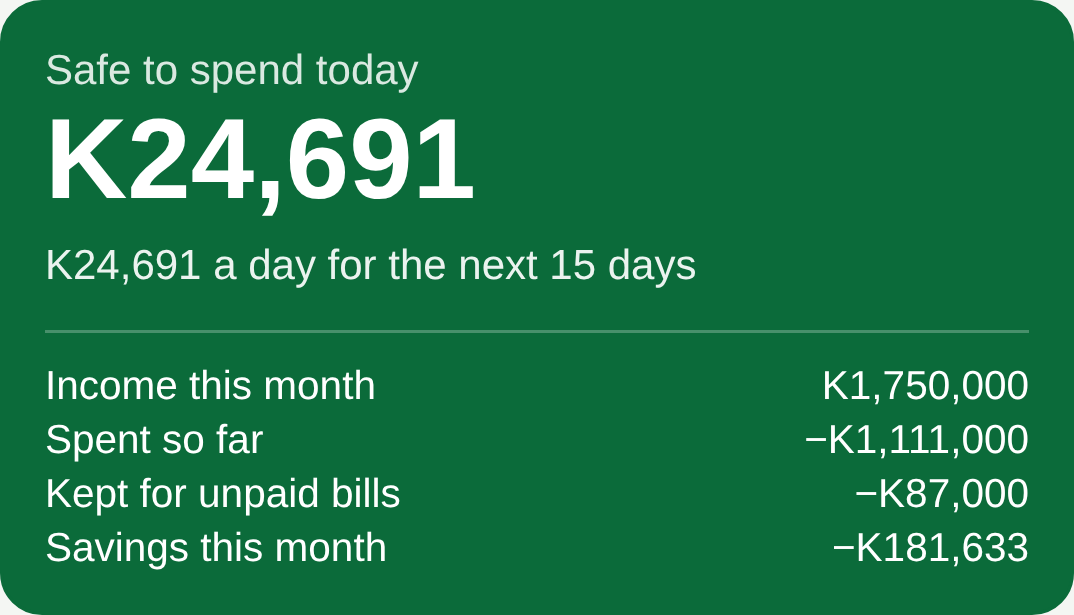 Safe to spend today
K24,691
K24,691 a day for the next 15 days
Income this month K1,750,000
Spent so far −K1,111,000
Kept for unpaid bills −K87,000
Savings this month −K181,633